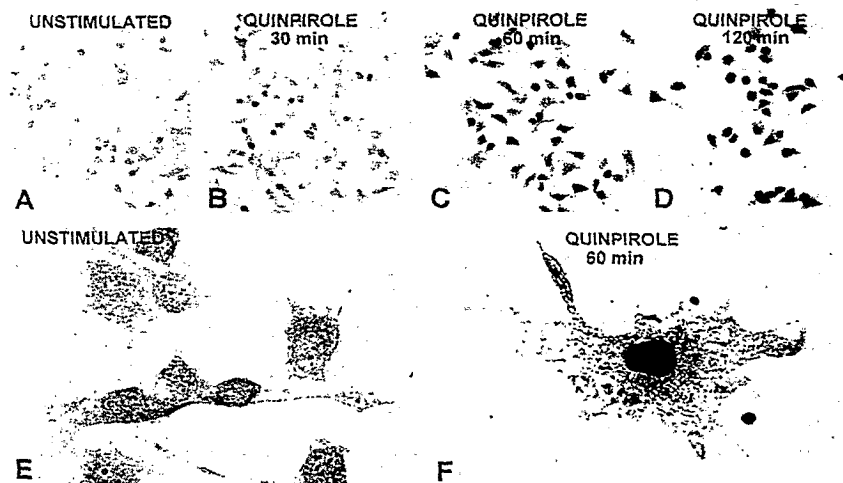 UNSTIMULATED
QUINPIROLE
30 min
QUINPIROLE
60 min
QUINPIROLE
120 min
A
B
C
D
UNSTIMULATED
QUINPIROLE
60 min
E
F